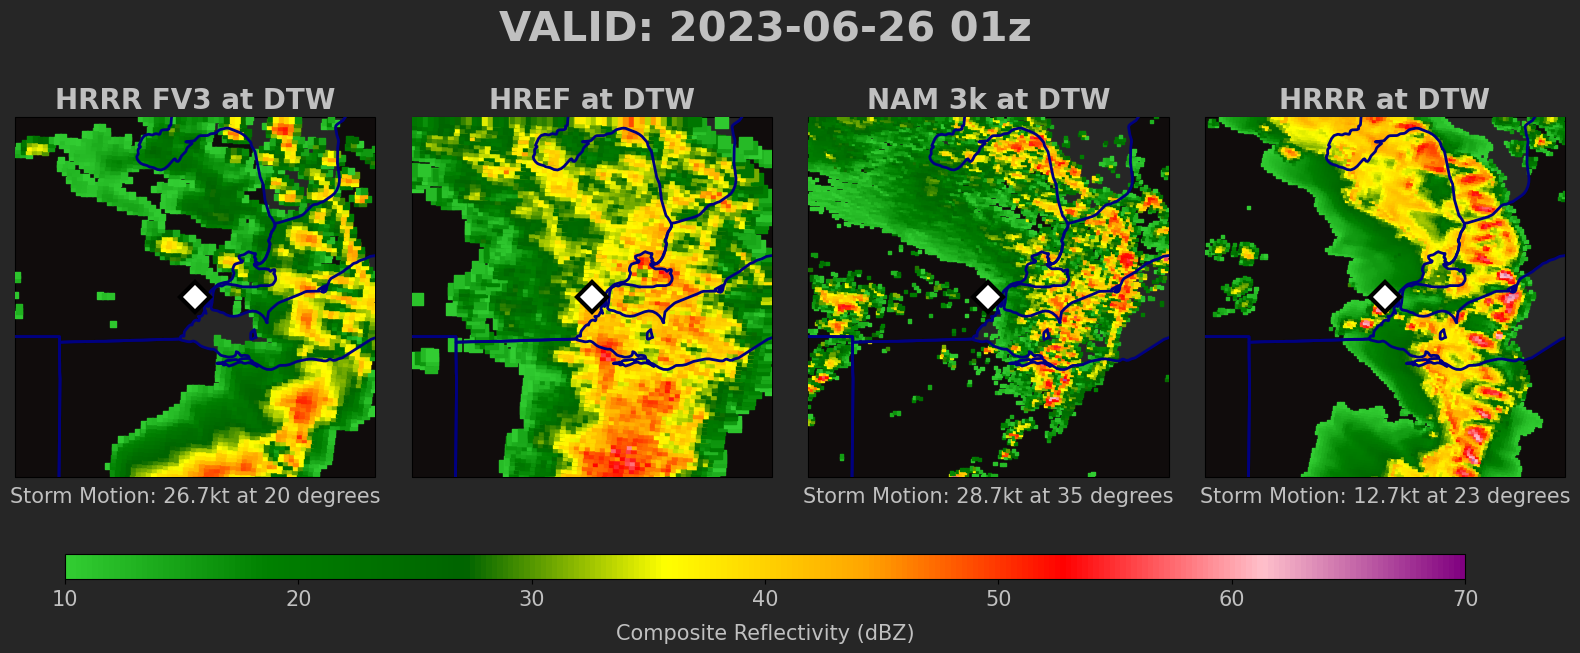 VALID: 2023-06-26 01z
HRRR FV3 at DTW
HREF at DTW
NAM 3k at DTW
HRRR at DTW
Storm Motion: 26.7kt at 20 degrees
Storm Motion: 28.7kt at 35 degrees
Storm Motion: 12.7kt at 23 degrees
10 20 30 40 50 60 70
Composite Reflectivity (dBZ)